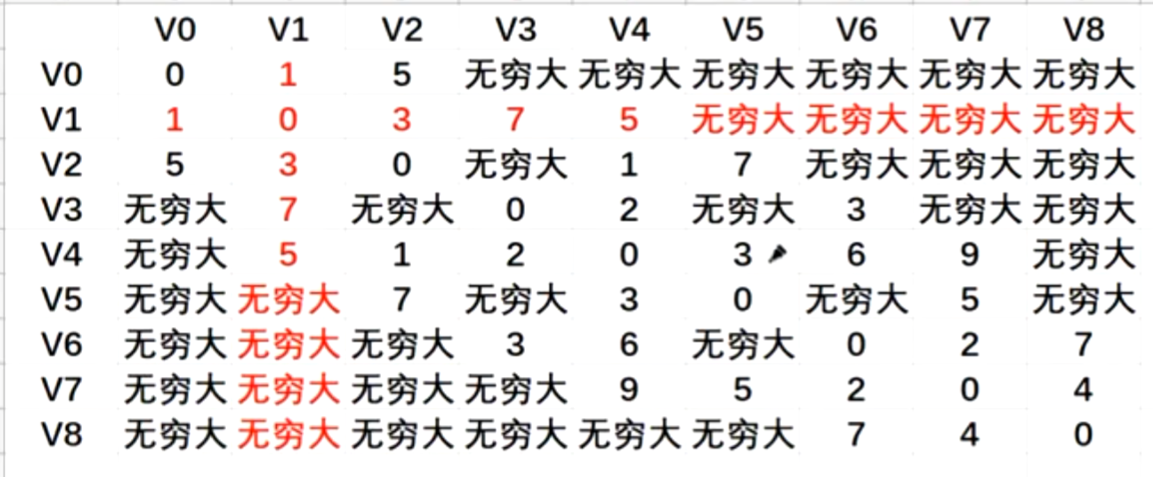 V0 V1 V2 V3 V4 V5 V6 V7 V8
V0 0 1 5 无穷大 无穷大 无穷大 无穷大 无穷大 无穷大
V1 1 0 3 7 5 无穷大 无穷大 无穷大 无穷大
V2 5 3 0 无穷大 1 7 无穷大 无穷大 无穷大
V3 无穷大 7 无穷大 0 2 无穷大 3 无穷大 无穷大
V4 无穷大 5 1 2 0 3 6 9 无穷大
V5 无穷大 无穷大 7 无穷大 3 0 无穷大 5 无穷大
V6 无穷大 无穷大 无穷大 3 6 无穷大 0 2 7
V7 无穷大 无穷大 无穷大 无穷大 9 5 2 0 4
V8 无穷大 无穷大 无穷大 无穷大 无穷大 无穷大 7 4 0